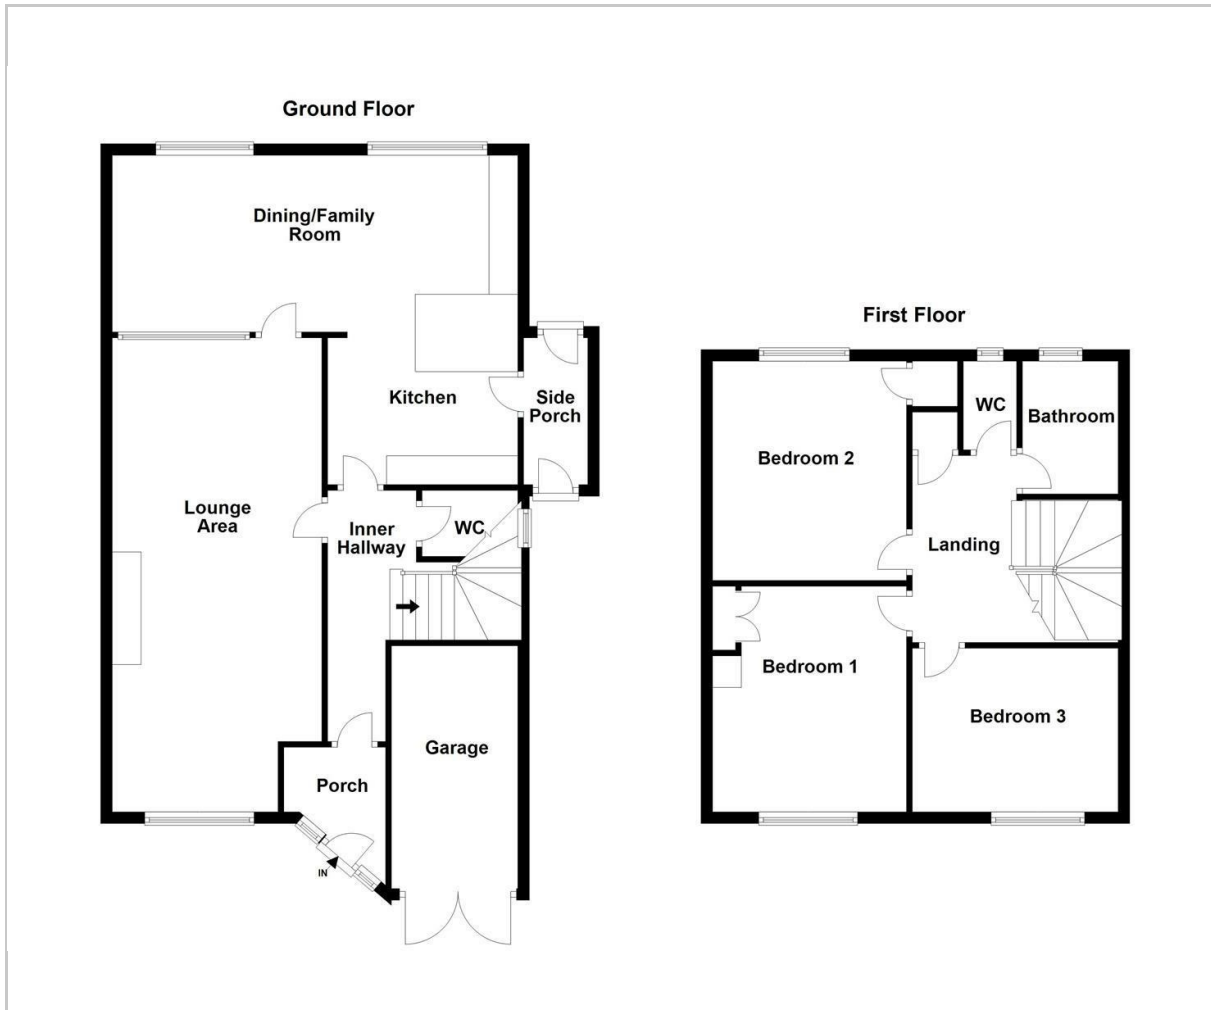 Ground Floor
Dining/Family
Room
Kitchen
Side
Porch
Lounge
Area
Inner
Hallway
WC
Garage
Porch
IN
First Floor
WC
Bathroom
Bedroom 2
Landing
Bedroom 1
Bedroom 3